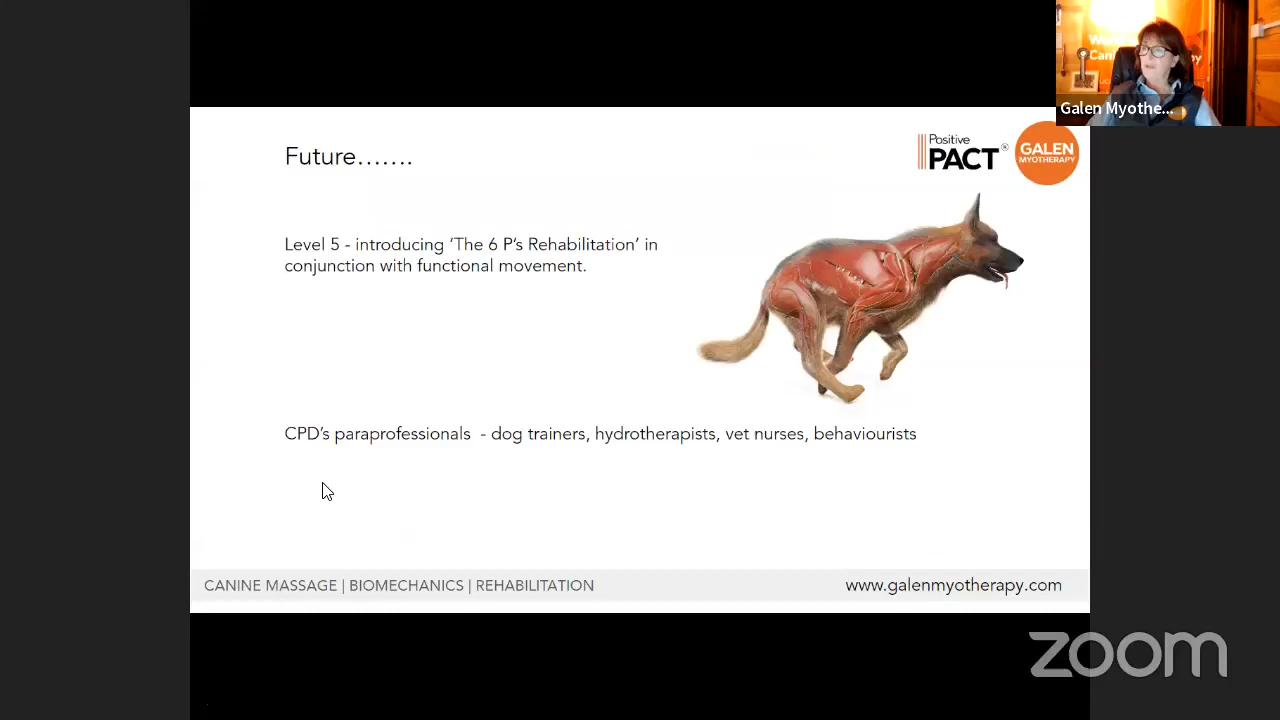 Galen Myothe...
Future.......
Positive
PACT®
GALEN
MYOTHERAPY
Level 5 - introducing ‘The 6 P’s Rehabilitation’ in
conjunction with functional movement.
CPD’s paraprofessionals - dog trainers, hydrotherapists, vet nurses, behaviourists
CANINE MASSAGE | BIOMECHANICS | REHABILITATION
www.galenmyotherapy.com
zoom